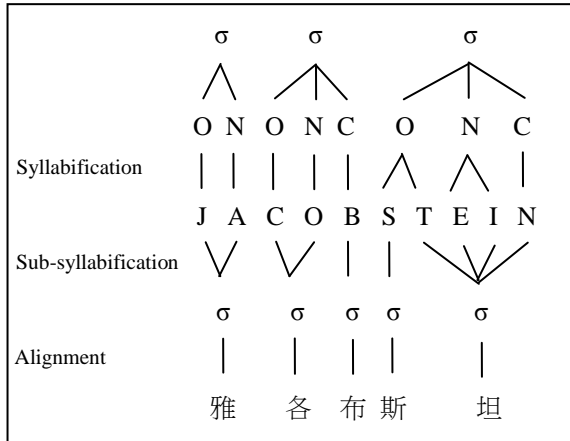 σ σ σ
O N O N C O N C
Syllabification
J A C O B S T E I N
Sub-syllabification
σ σ σ σ σ
Alignment
雅 各 布 斯 坦